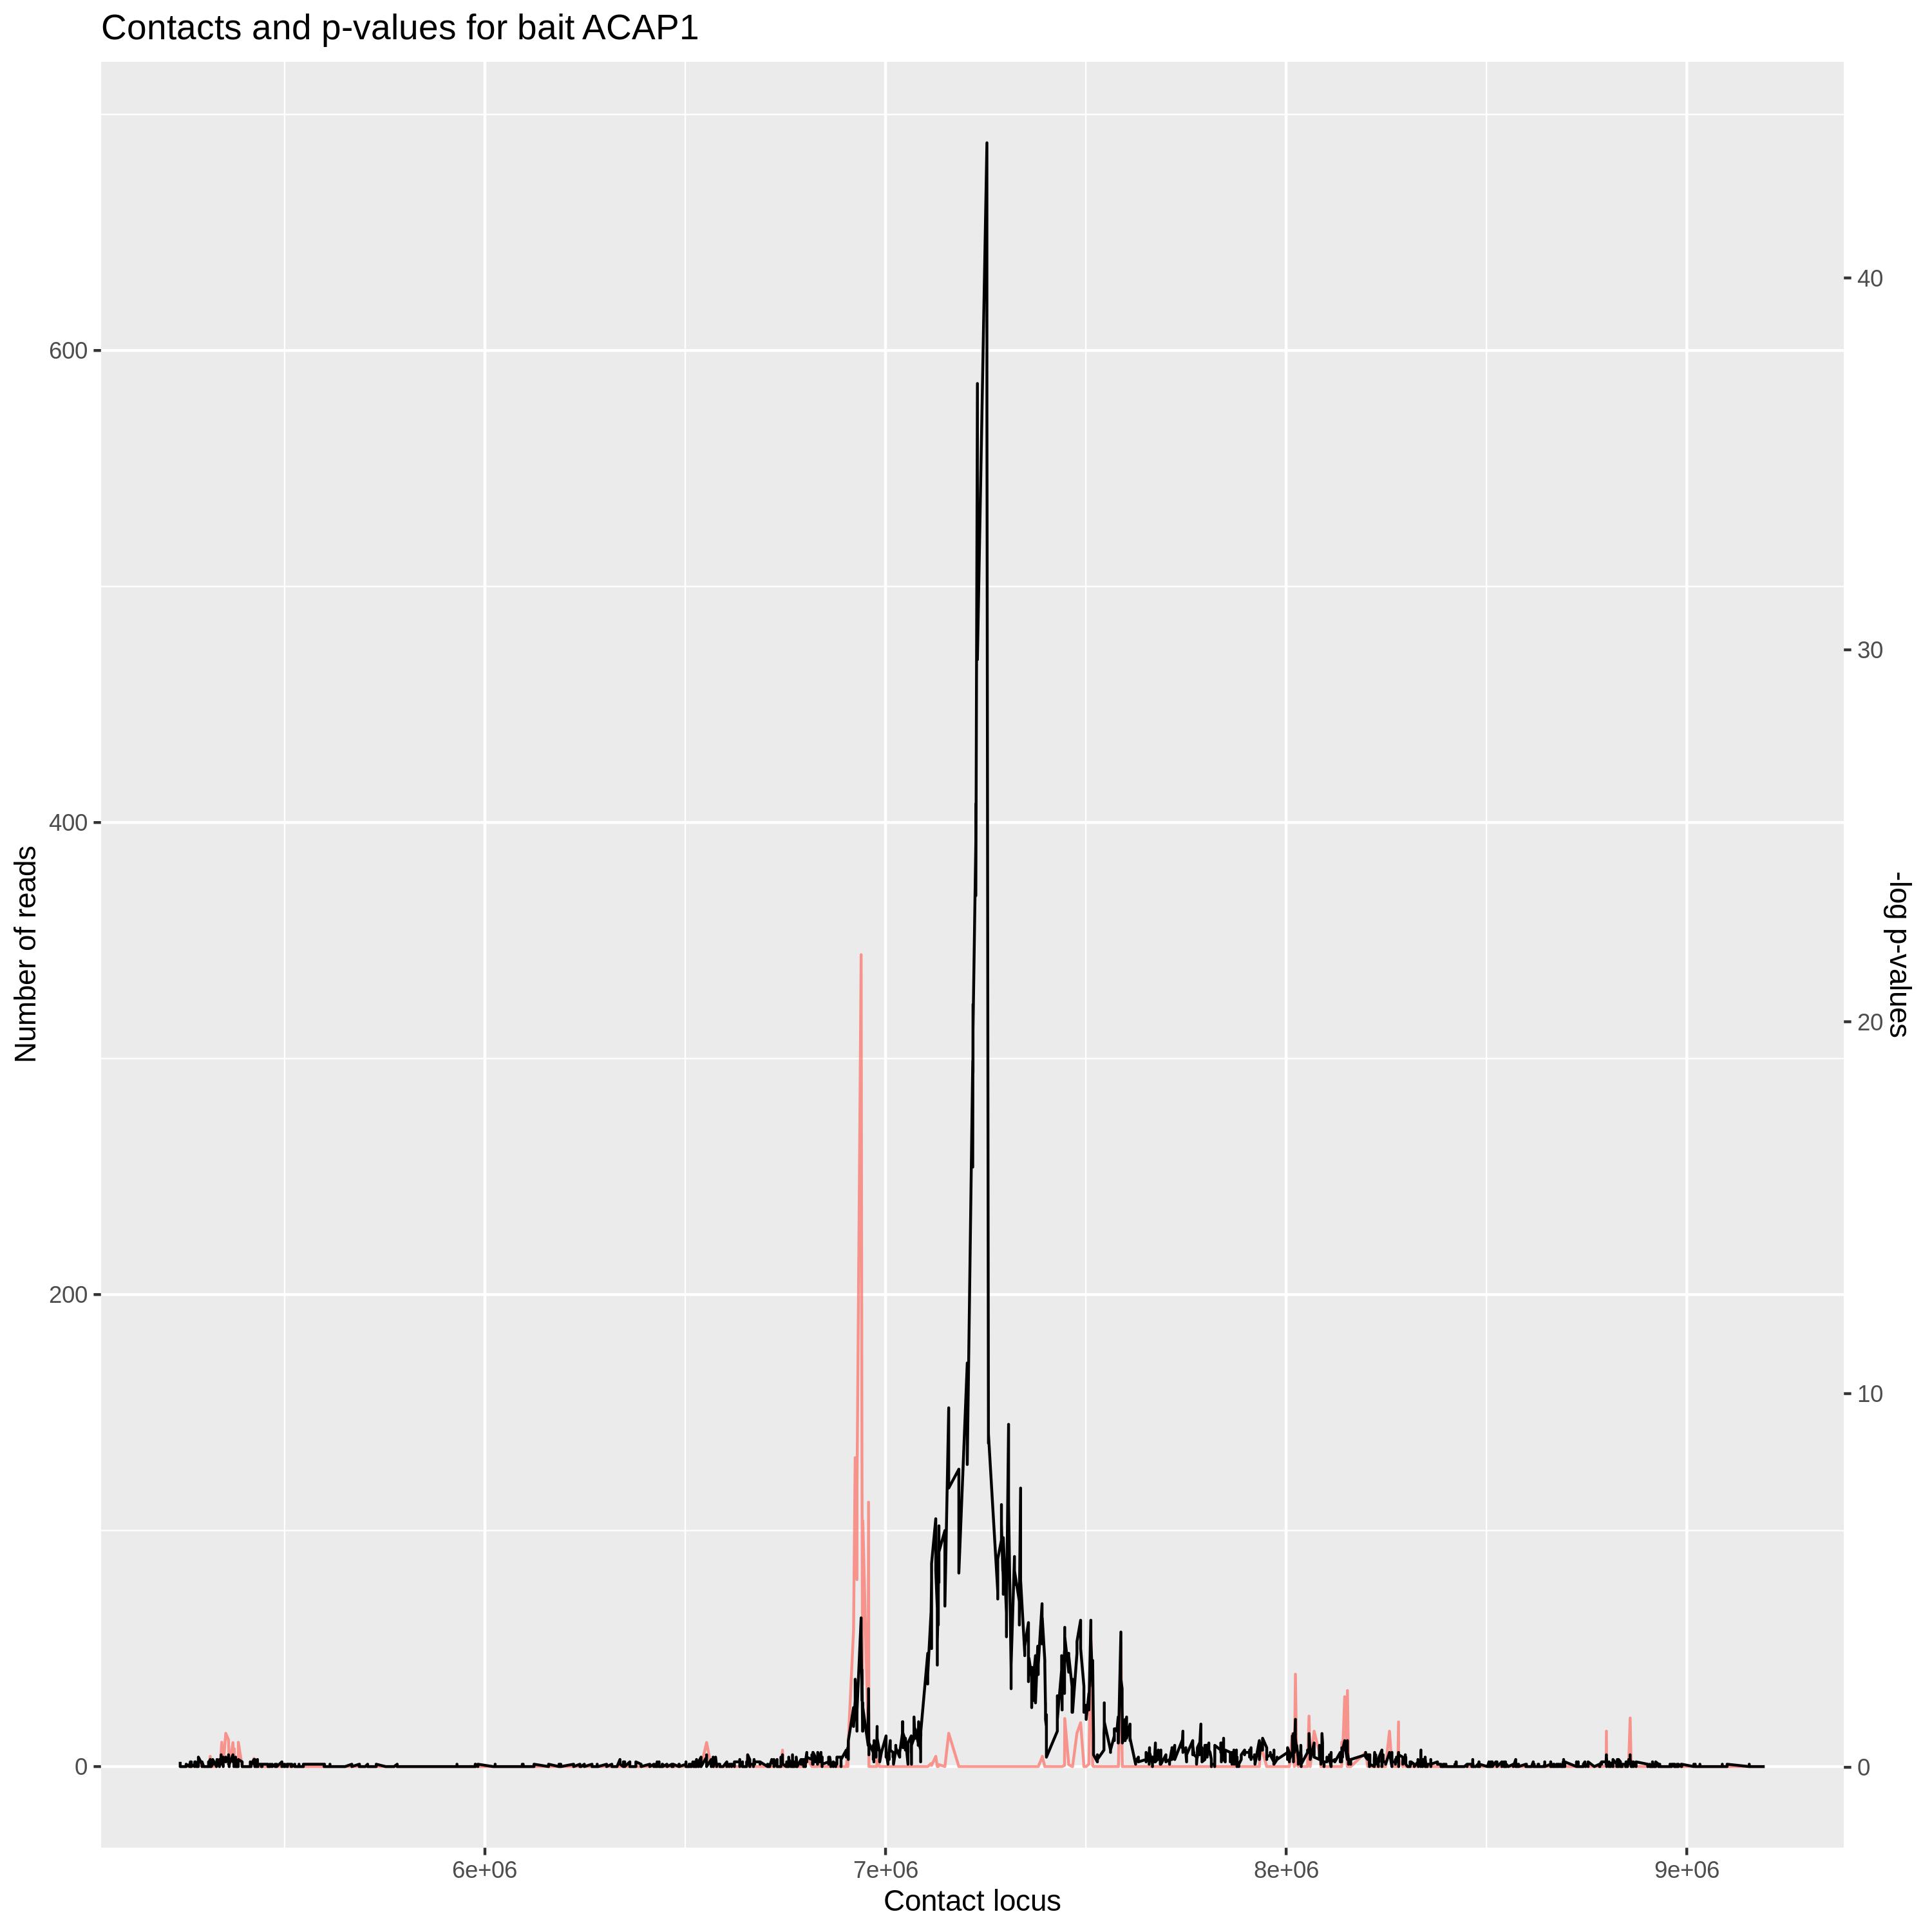 Contacts and p-values for bait ACAP1
Number of reads
600
400
200
0
40
30
20
10
0
-log p-values
6e+06
7e+06
8e+06
9e+06
Contact locus